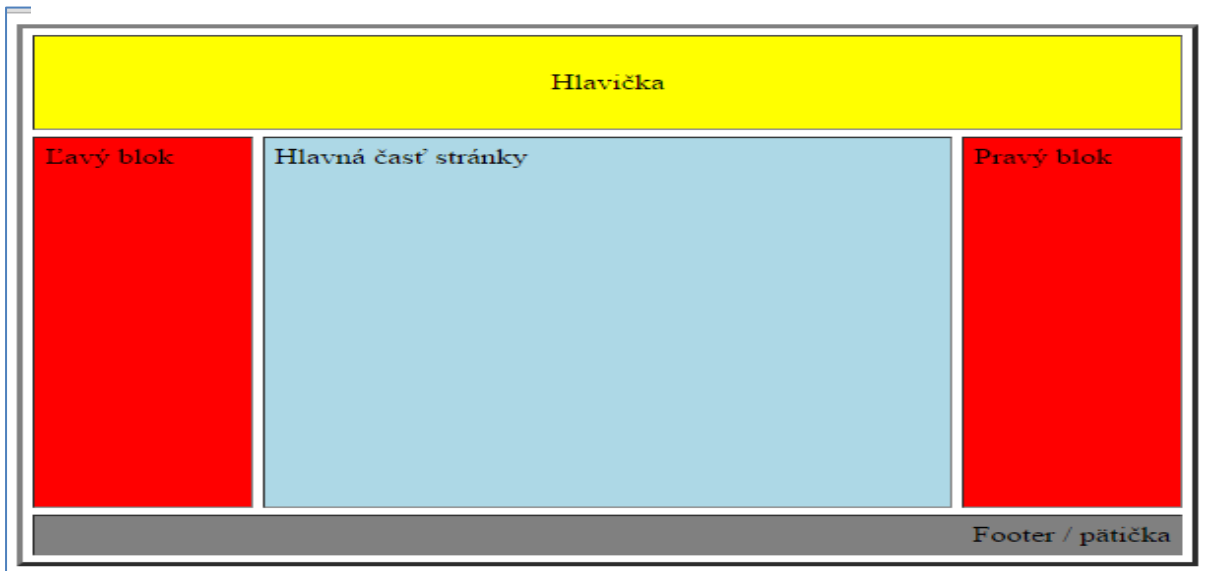 Hlavička
Ľavý blok
Hlavná časť stránky
Pravý blok
Footer / pätička